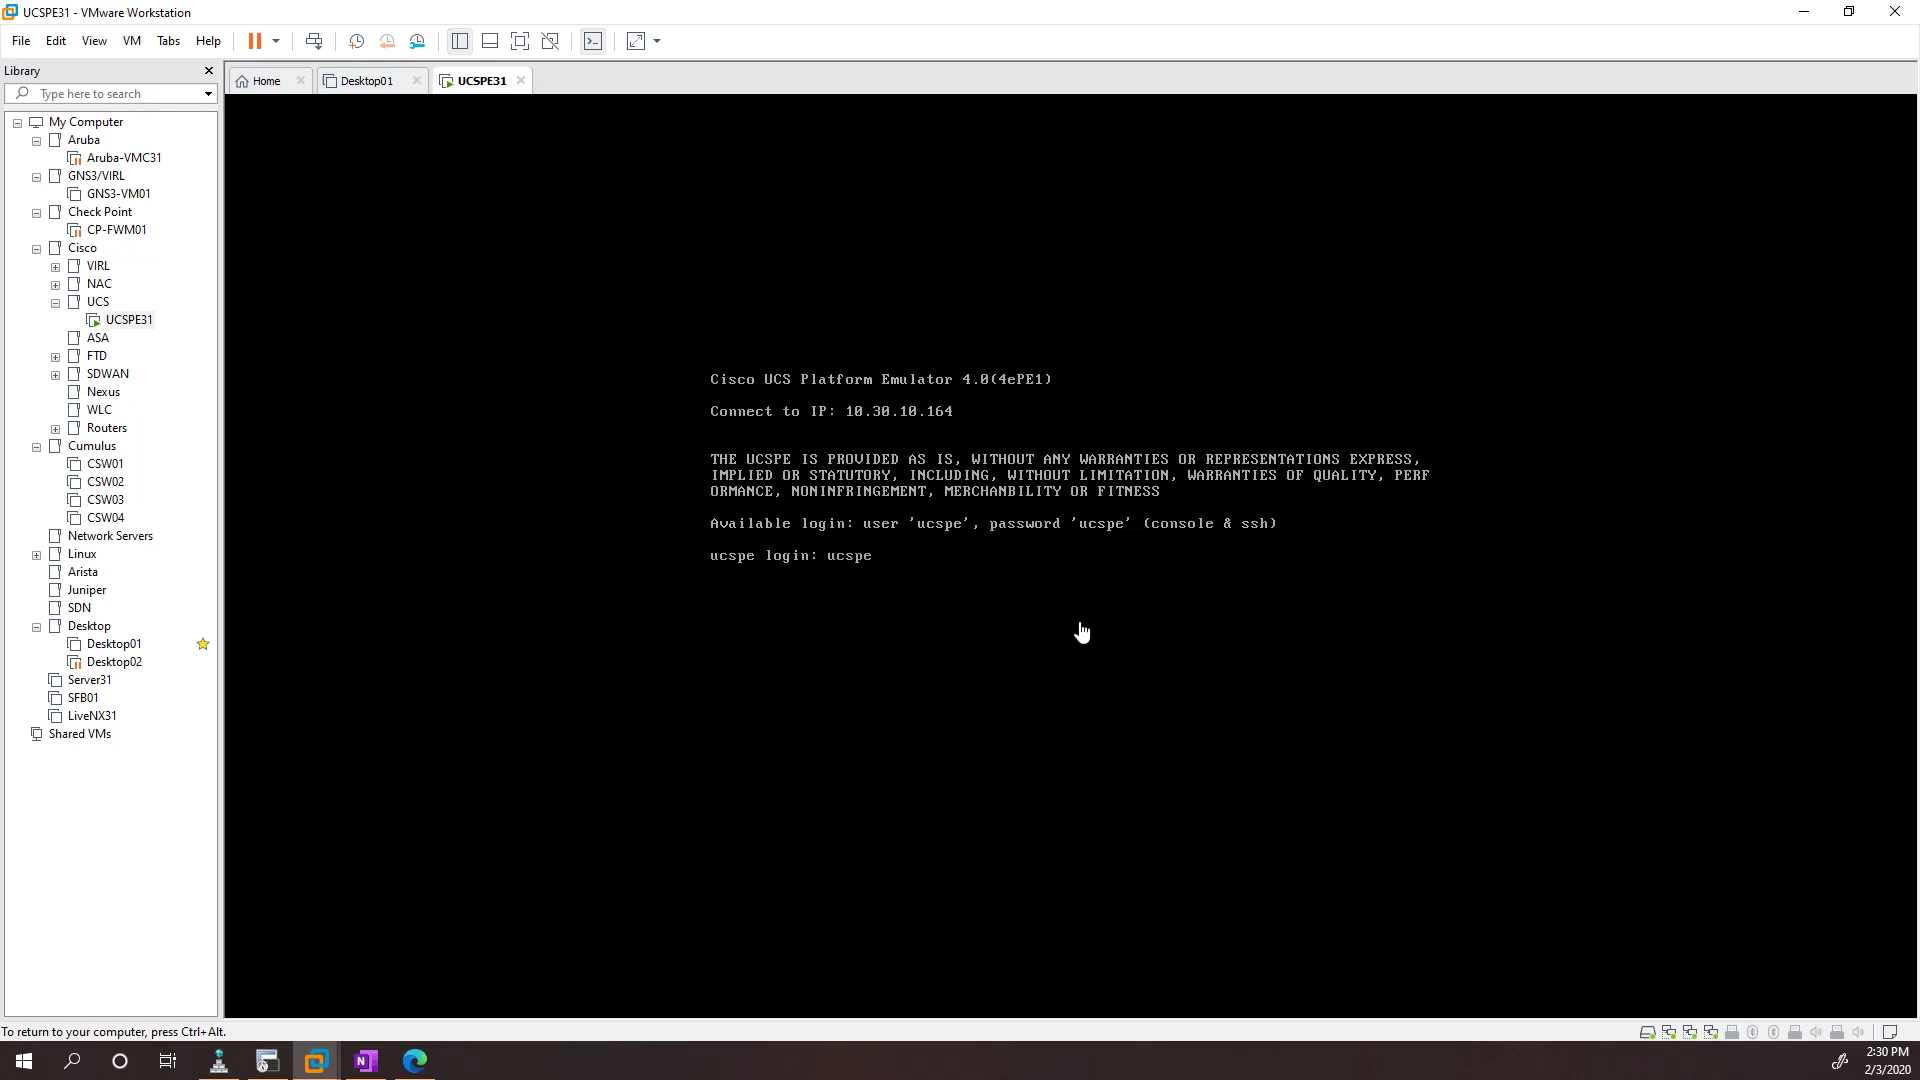 UCSPE31 - VMware Workstation
File Edit View VM Tabs Help
Library
Type here to search
My Computer
Aruba
Aruba-VMC31
GNS3/VIRL
GNS3-VM01
Check Point
CP-FWM01
Cisco
VIRL
NAC
UCS
UCSPE31
ASA
FTD
SDWAN
Nexus
WLC
Routers
Cumulus
CSW01
CSW02
CSW03
CSW04
Network Servers
Linux
Arista
Juniper
SDN
Desktop
Desktop01
Desktop02
Server31
SFB01
LiveNX31
Shared VMs
Home Desktop01 UCSPE31
Cisco UCS Platform Emulator 4.0(4ePE1)
Connect to IP: 10.30.10.164
THE UCSPE IS PROVIDED AS IS, WITHOUT ANY WARRANTIES OR REPRESENTATIONS EXPRESS,
IMPLIED OR STATUTORY, INCLUDING, WITHOUT LIMITATION, WARRANTIES OF QUALITY, PERF
ORMANCE, NONINFRINGEMENT, MERCHANBILITY OR FITNESS
Available login: user 'ucspe', password 'ucspe' (console & ssh)
ucspe login: ucspe
To return to your computer, press Ctrl+Alt.
N
2:30 PM
2/3/2020